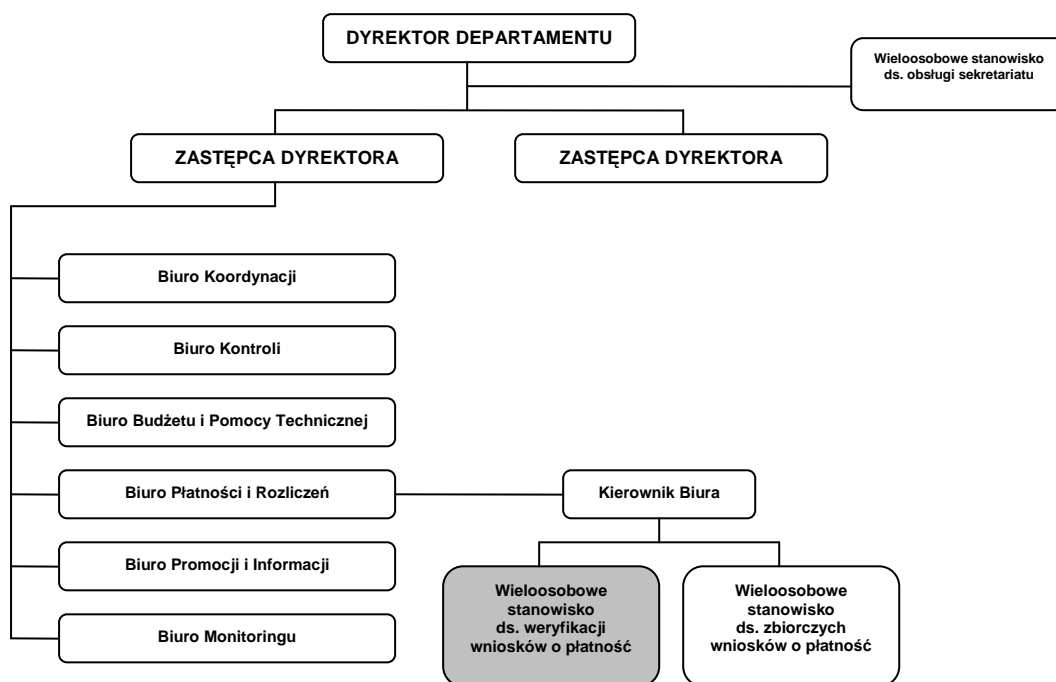 DYREKTOR DEPARTAMENTU
Wieloosobowe stanowisko
ds. obsługi sekretariatu
ZASTĘPCA DYREKTORA
ZASTĘPCA DYREKTORA
Biuro Koordynacji
Biuro Kontroli
Biuro Budżetu i Pomocy Technicznej
Biuro Płatności i Rozliczeń
Kierownik Biura
Biuro Promocji i Informacji
Wieloosobowe
stanowisko
ds. weryfikacji
wniosków o płatność
Wieloosobowe
stanowisko
ds. zbiorczych
wniosków o płatność
Biuro Monitoringu